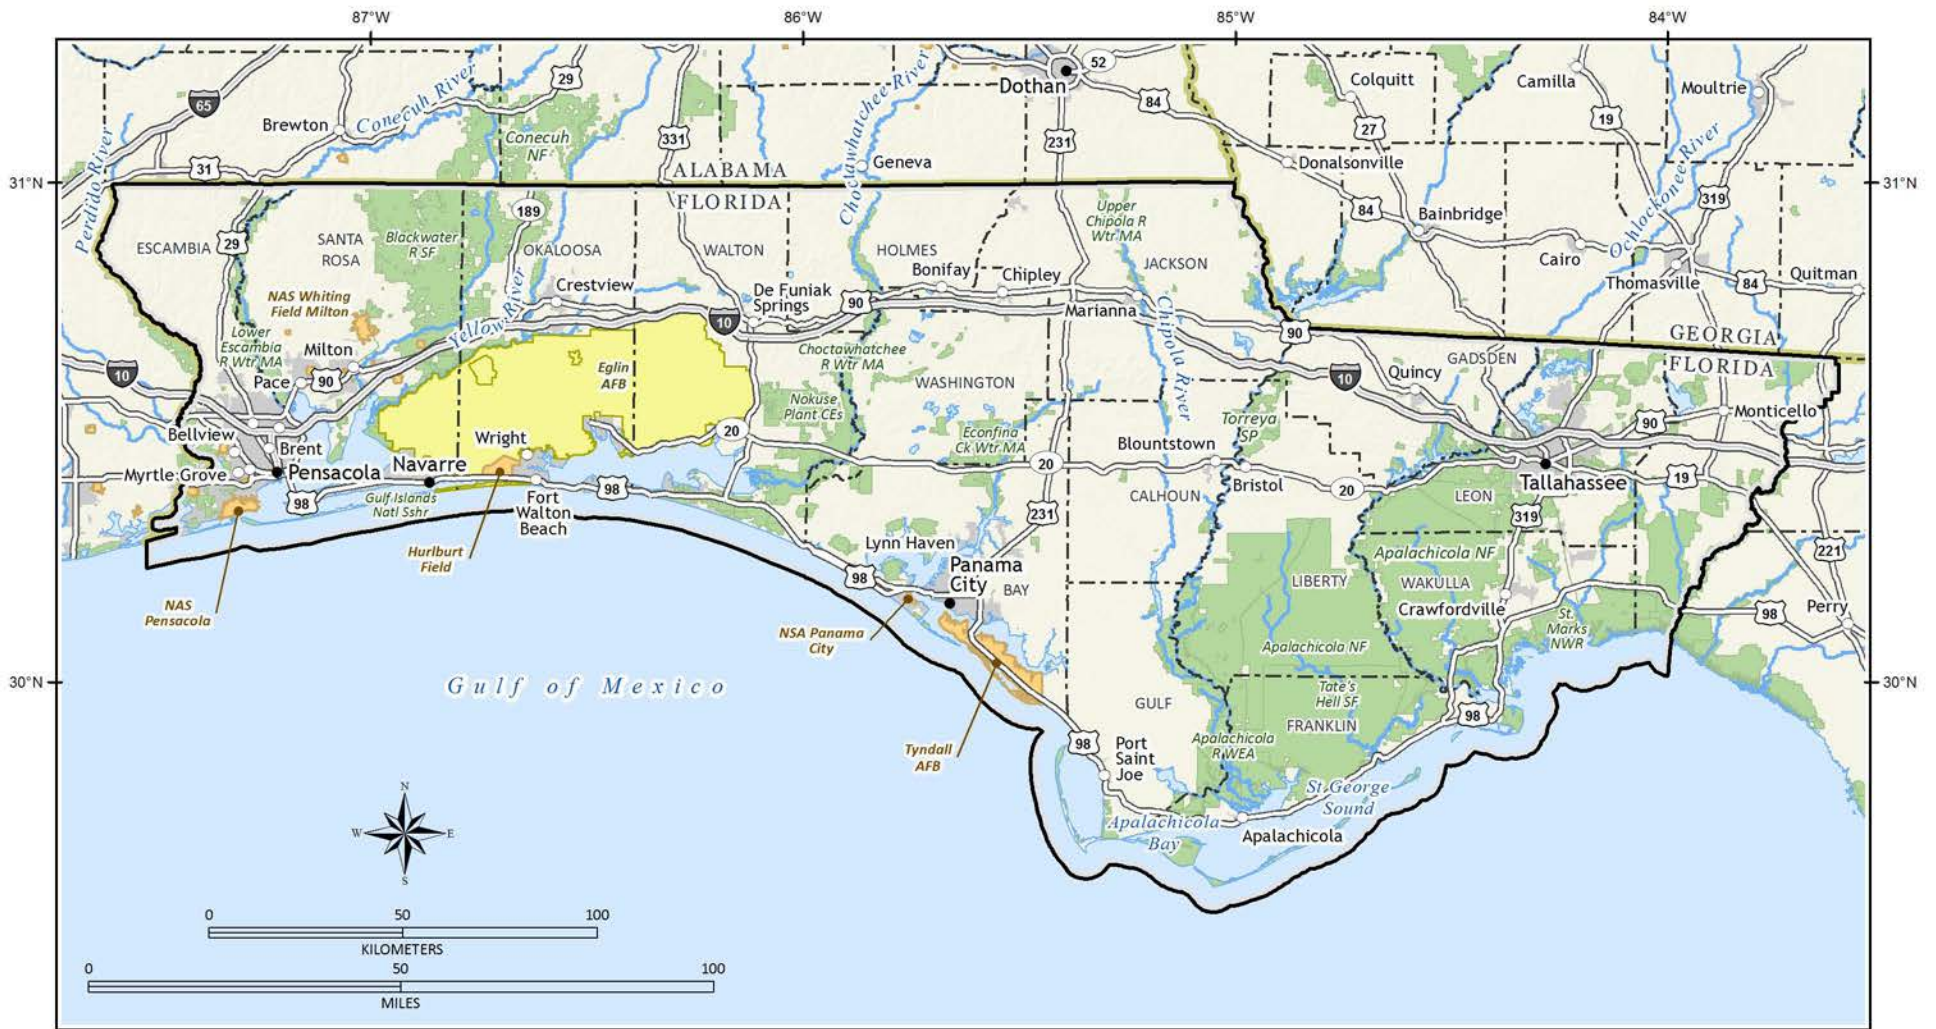 87°W
86°W
85°W
84°W
52
Dothan
29
65
Conecuh River
Choctawhatchee River
84
Colquitt
Camilla
Moultrie
Brewton
Perdido River
331
231
27
19
Conecuh
NF
31
Geneva
Donalsonville
Ochlockonee River
ALABAMA
31°N
31°N
FLORIDA
189
84
319
Bainbridge
Upper
Chipola R
Wtr MA
ESCAMBIA
29
SANTA
ROSA
Blackwater
R SF
OKALOOSA
WALTON
HOLMES
JACKSON
Cairo
Thomasville
84
Quitman
Bonifay
Chipley
NAS Whiting
Field Milton
Yellow River
Crestview
De Funiak
Springs
90
Marianna
Chipola River
10
90
Lower
Escambia
R Wtr MA
GEORGIA
FLORIDA
Milton
Pace
90
10
Eglin
AFB
Choctawhatchee
R Wtr MA
WASHINGTON
10
GADSDEN
Quincy
Nokuse
Plant CEs
Torreya
SP
90
Monticello
Bellview
Brent
Wright
20
Econfina
Ck Wtr MA
Blountstown
Myrtle Grove
Pensacola
Navarre
20
Bristol
20
Tallahassee
19
98
Gulf Islands
Natl Sshr
Fort
Walton
Beach
98
CALHOUN
LEON
231
319
Hurlburt
Field
Lynn Haven
Panama
City
98
BAY
Apalachicola NF
LIBERTY
WAKULLA
221
NAS
Pensacola
Crawfordville
98
Perry
NSA Panama
City
St.
Marks
NWR
Apalachicola NF
30°N
Gulf of Mexico
30°N
Tate's
Hell SF
GULF
FRANKLIN
98
Tyndall
AFB
98
Port
Saint
Joe
Apalachicola
R WEA
St George
Sound
Apalachicola
Bay
Apalachicola
N
W
E
S
0
50
100
KILOMETERS
0
50
100
MILES